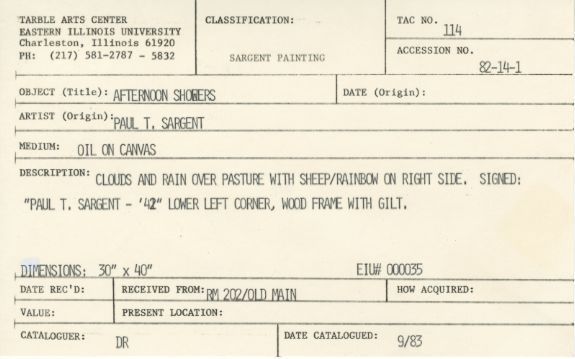 TARBLE ARTS CENTER
EASTERN ILLINOIS UNIVERSITY
Charleston, Illinois 61920
PH: (217) 581-2787 - 5832
CLASSIFICATION:
SARGENT PAINTING
TAC NO.
114
ACCESSION NO.
82-14-1
OBJECT (Title): AFTERNOON SHOWERS
DATE (Origin):
ARTIST (Origin): PAUL T. SARGENT
MEDIUM: OIL ON CANVAS
DESCRIPTION: CLOUDS AND RAIN OVER PASTURE WITH SHEEP/RAINBOW ON RIGHT SIDE. SIGNED:
"PAUL T. SARGENT - '42" LOWER LEFT CORNER, WOOD FRAME WITH GILT.
DIMENSIONS: 30" x 40" EIU# 000035
DATE REC'D: RECEIVED FROM: RM 202/OLD MAIN HOW ACQUIRED:
VALUE: PRESENT LOCATION:
CATALOGUER: DR DATE CATALOGUED: 9/83